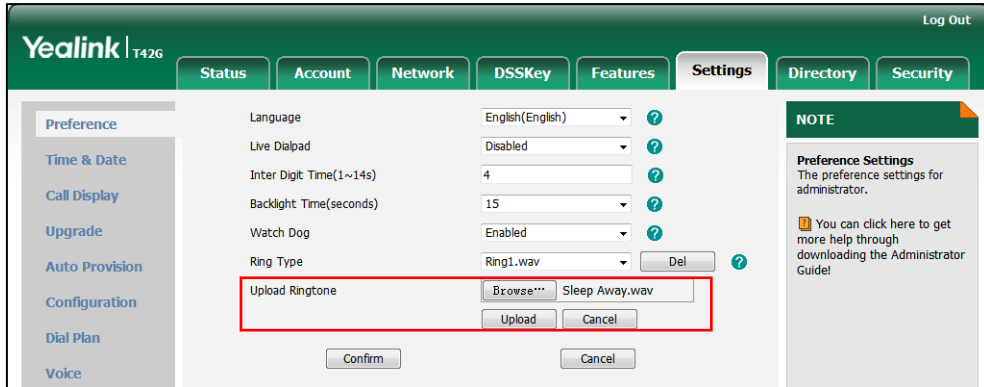 Log Out
Yealink | T42G
Status Account Network DSSKey Features Settings Directory Security
Preference
Time & Date
Call Display
Upgrade
Auto Provision
Configuration
Dial Plan
Voice
Language English(English) ?
Live Dialpad Disabled ?
Inter Digit Time(1~14s) 4 ?
Backlight Time(seconds) 15 ?
Watch Dog Enabled ?
Ring Type Ring1.wav Del ?
Upload Ringtone Browse··· Sleep Away.wav
Upload Cancel
Confirm Cancel
NOTE
Preference Settings
The preference settings for
administrator.
? You can click here to get
more help through
downloading the Administrator
Guide!